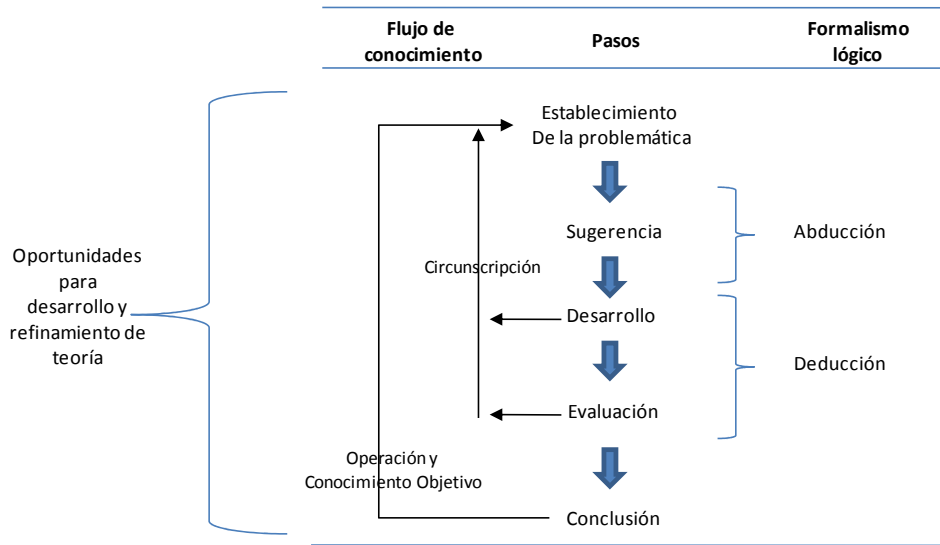 Flujo de
conocimiento
Pasos
Formalismo
lógico
Establecimiento
De la problemática
Sugerencia
Abducción
Circunscripción
Oportunidades
para
desarrollo y
refinamiento de
teoría
Desarrollo
Deducción
Evaluación
Operación y
Conocimiento Objetivo
Conclusión